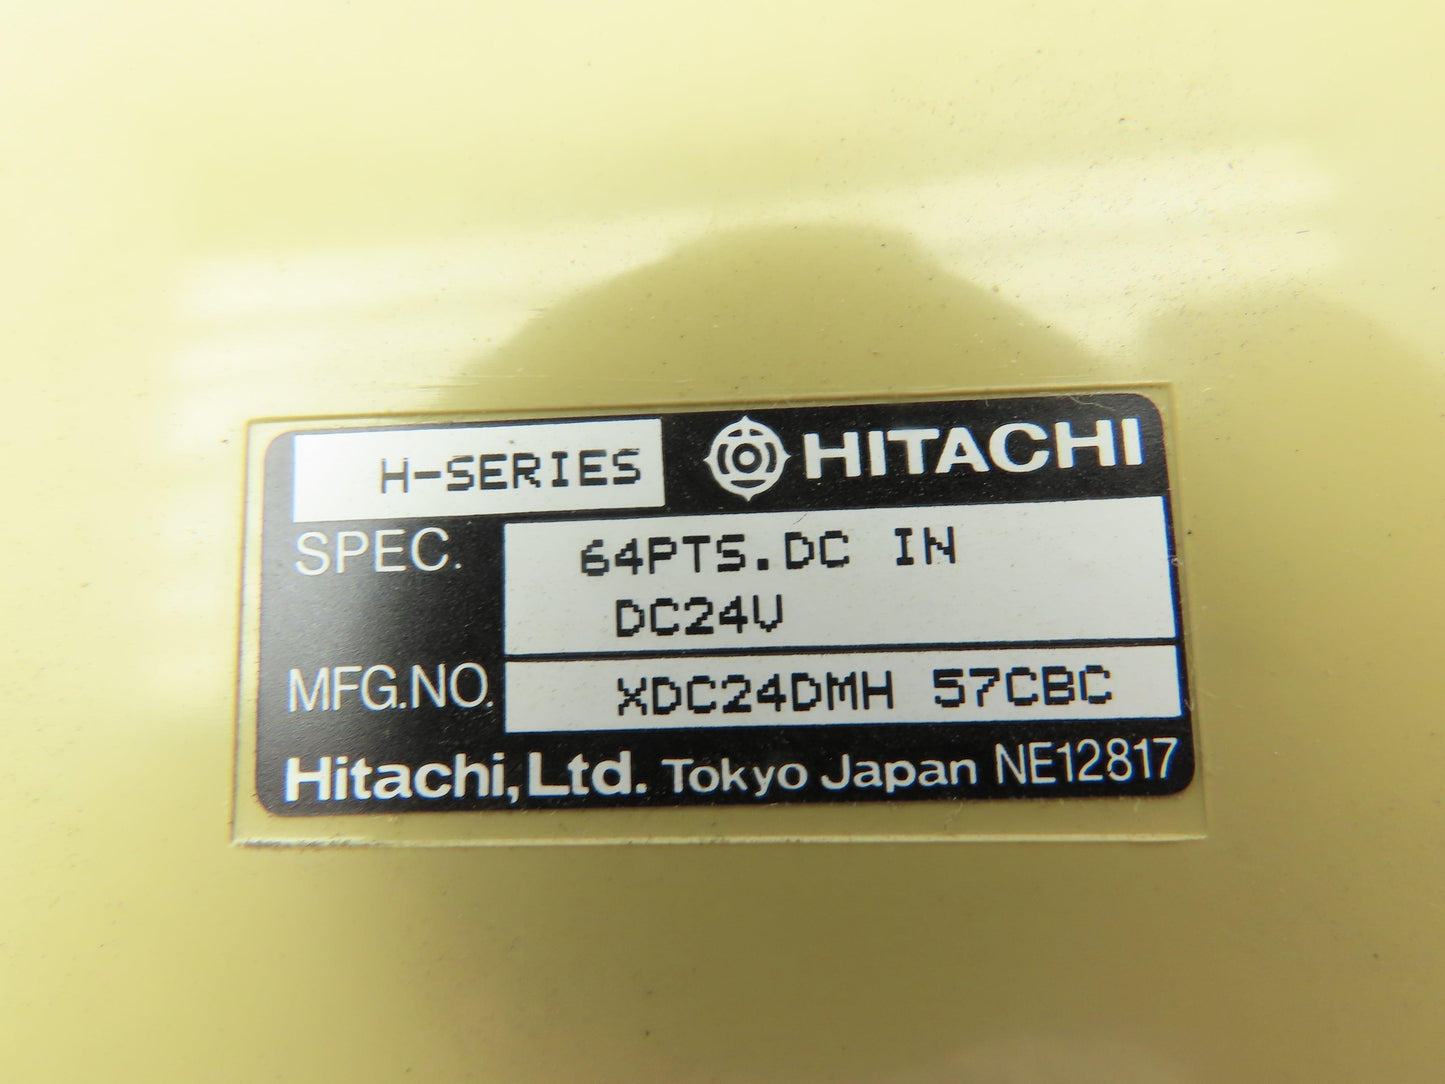 H-SERIES HITACHI
SPEC. 64PTS.DC IN
DC24V
MFG.NO. XDC24DMH 57CBC
Hitachi,Ltd. Tokyo Japan NE12817